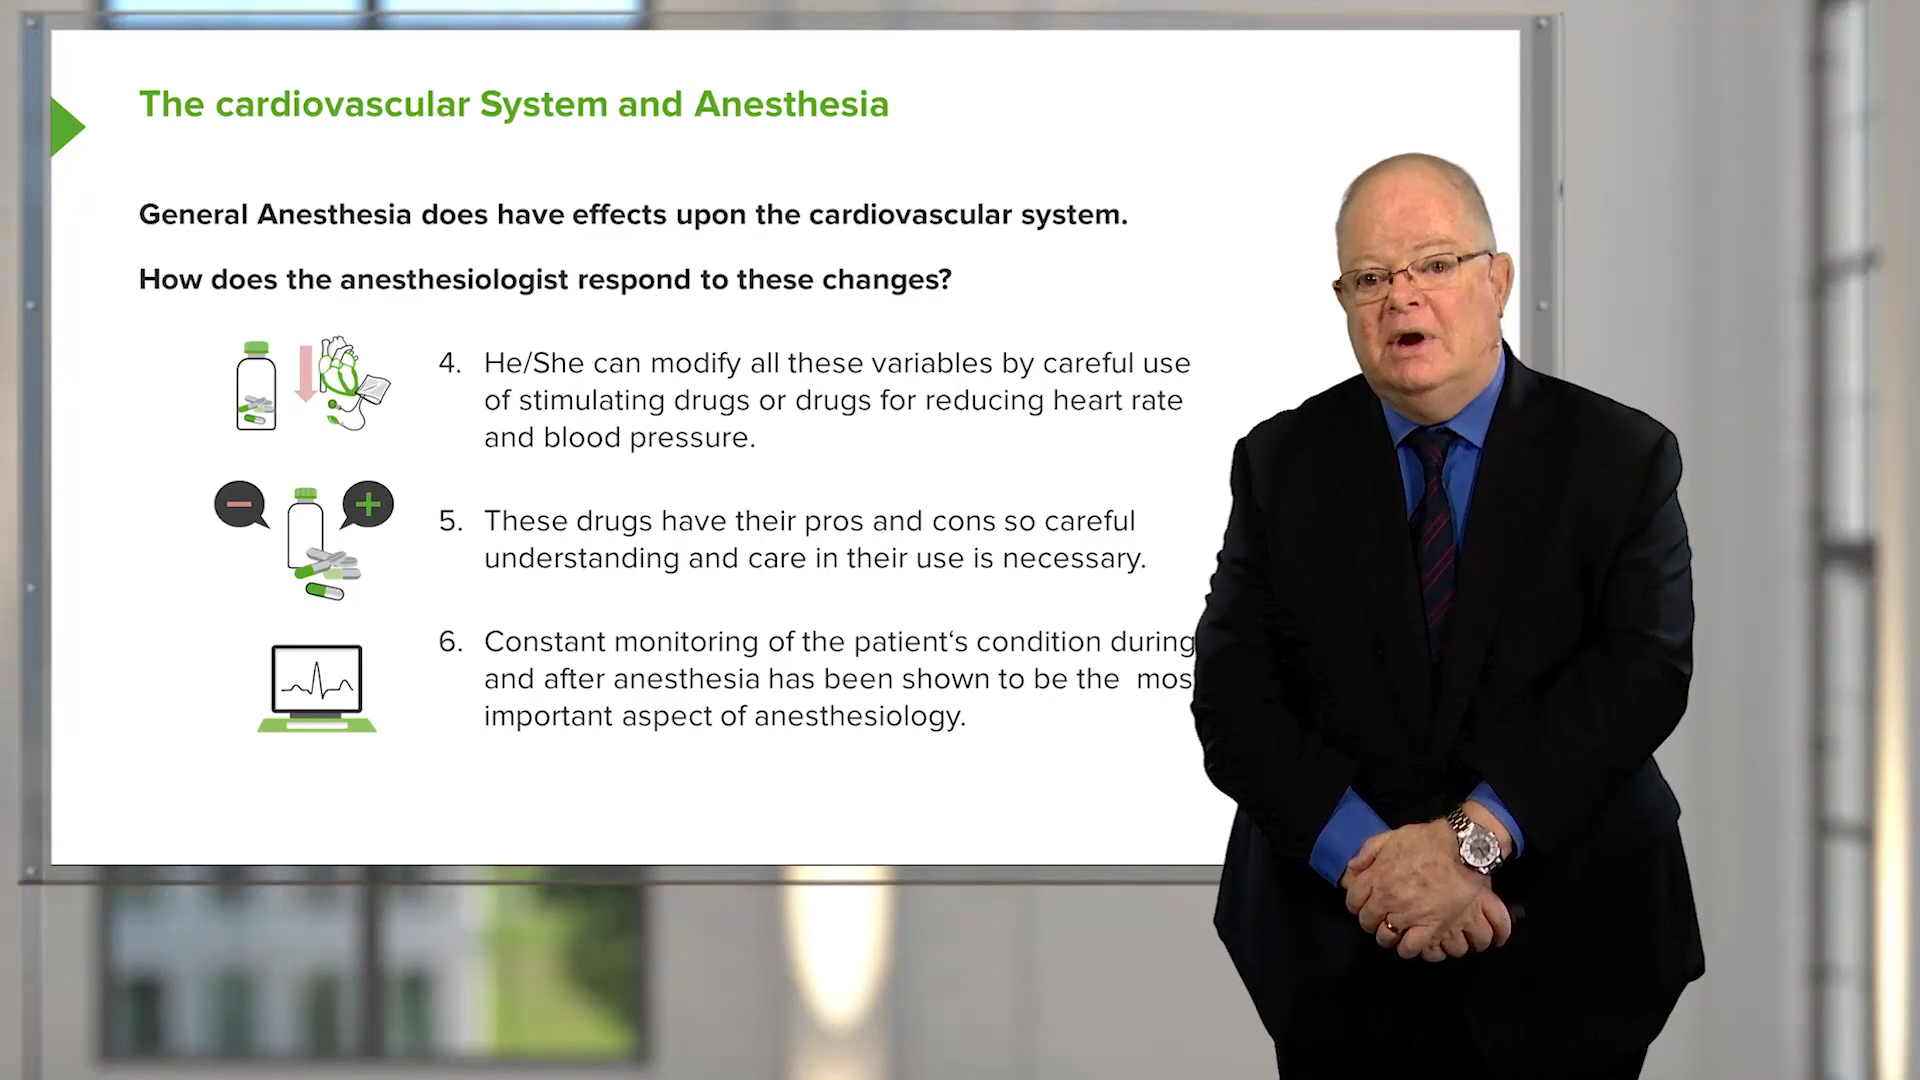 The cardiovascular System and Anesthesia
General Anesthesia does have effects upon the cardiovascular system.
How does the anesthesiologist respond to these changes?
4. He/She can modify all these variables by careful use
of stimulating drugs or drugs for reducing heart rate
and blood pressure.
5. These drugs have their pros and cons so careful
understanding and care in their use is necessary.
6. Constant monitoring of the patient‘s condition during
and after anesthesia has been shown to be the mos
important aspect of anesthesiology.